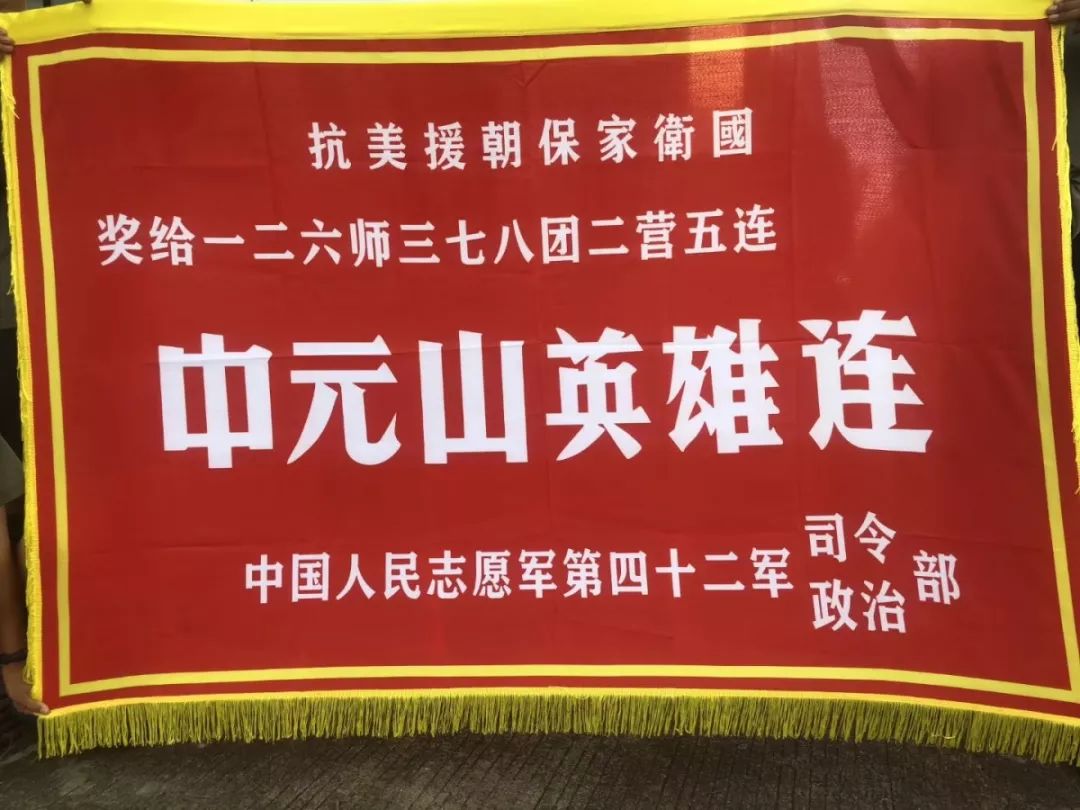 抗美援朝保家衛國
奖给一二六师三七八团二营五连
中元山英雄连
中国人民志愿军第四十二军司令政治部